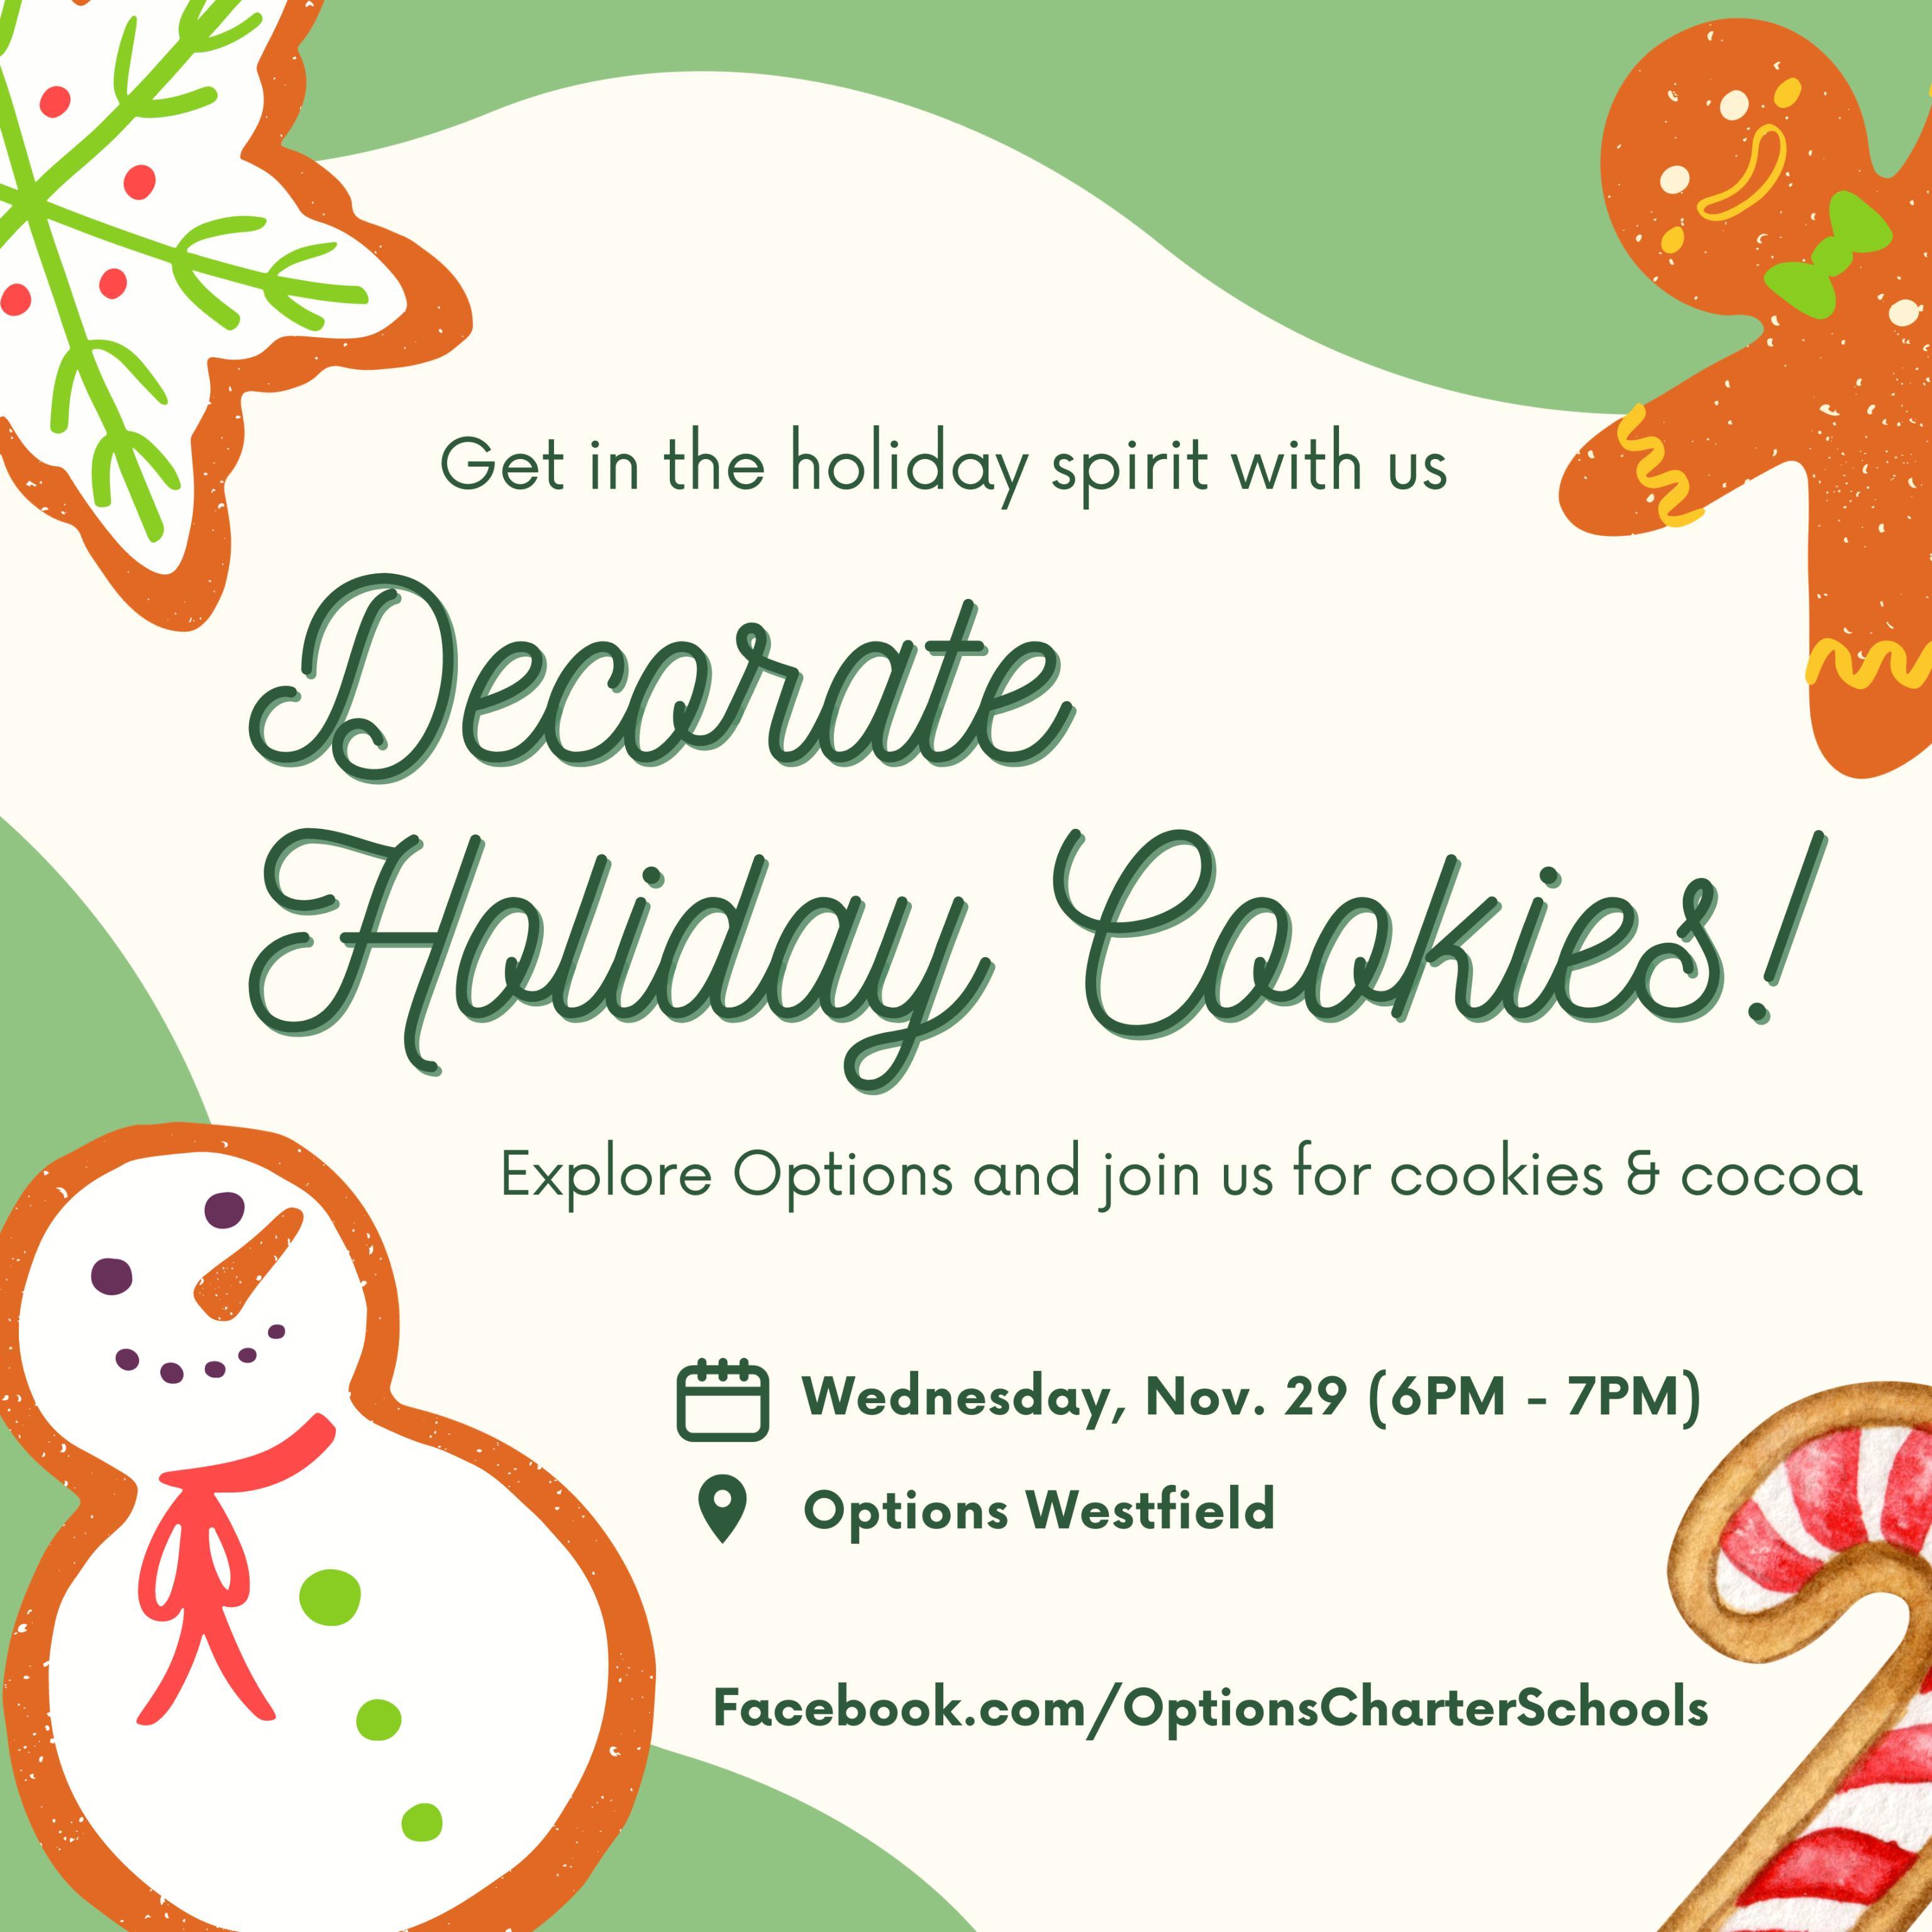 Get in the holiday spirit with us
Decorate
Holiday Cookies!
Explore Options and join us for cookies & cocoa
Wednesday, Nov. 29 (6PM - 7PM)
Options Westfield
Facebook.com/OptionsCharterSchools